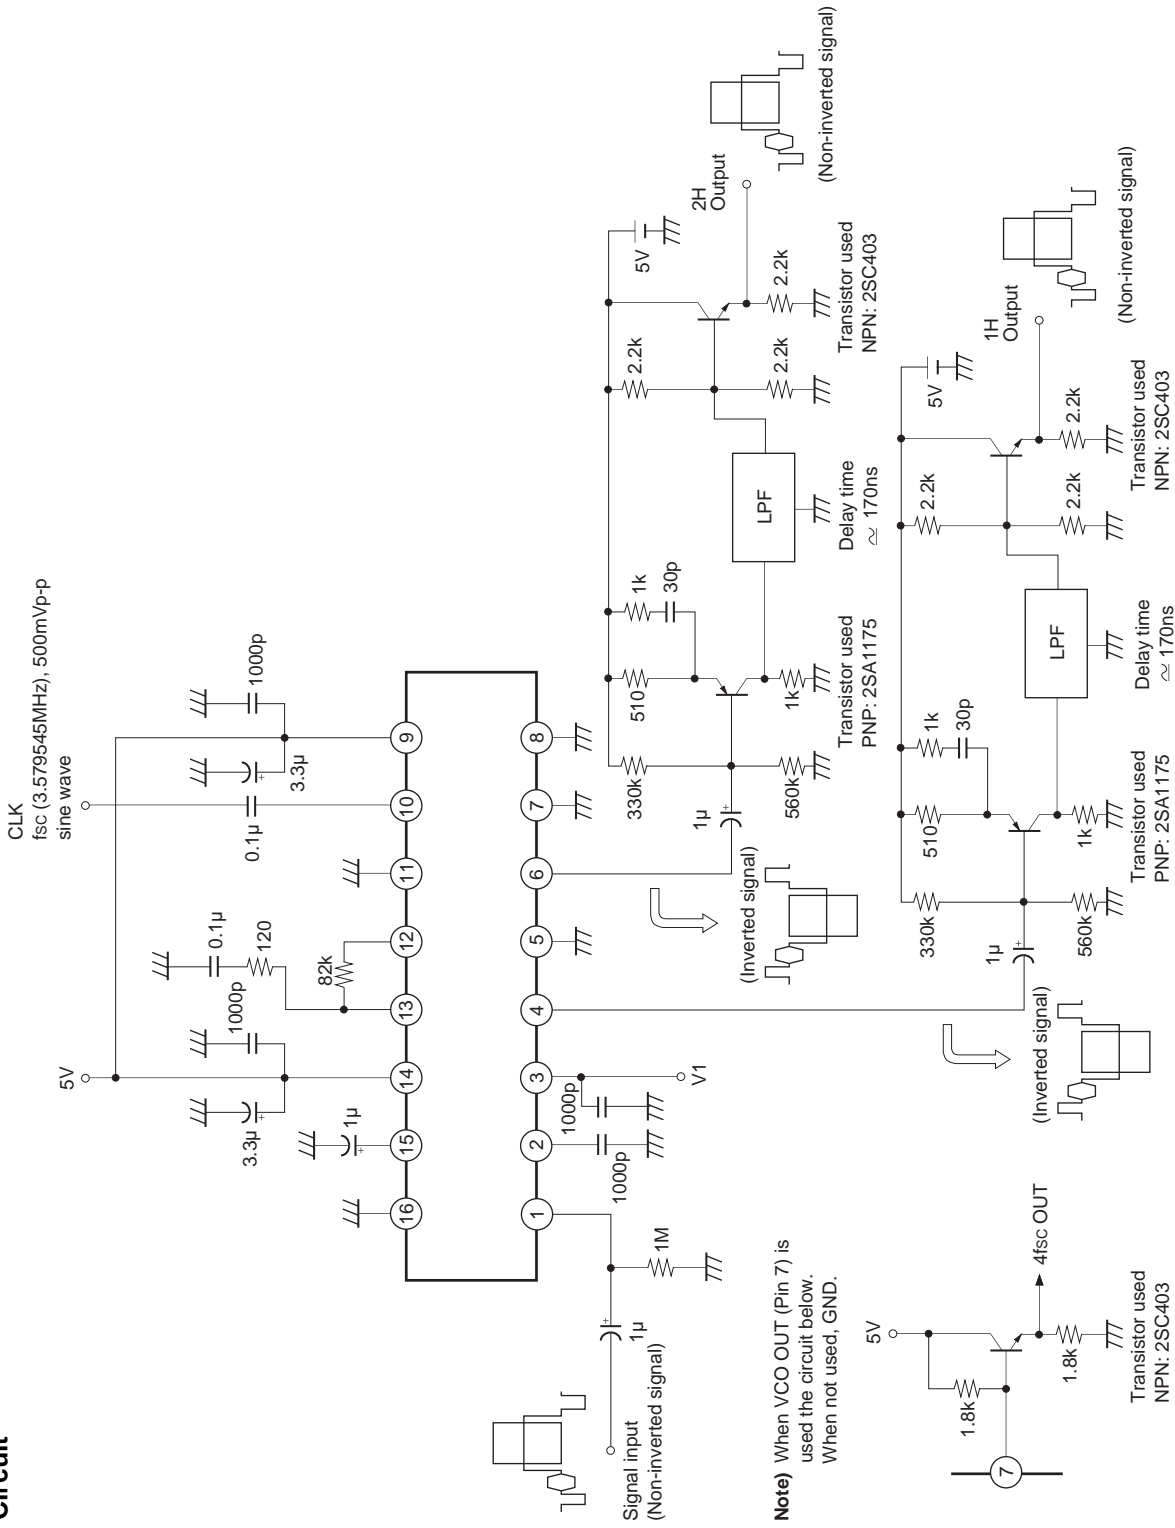 Circuit
CLK
fsc (3.579545MHz), 500mVp-p
sine wave
5V
3.3µ
1000p
0.1µ
120
82k
1µ
0.1µ
3.3µ
1000p
16
15
14
13
12
11
10
9
1
2
3
4
5
6
7
8
Signal input
(Non-inverted signal)
1µ
+
1M
1000p
1000p
V1
(Inverted signal)
1µ
+
330k
560k
510
1k
30p
1k
Transistor used
PNP: 2SA1175
LPF
Delay time
≃ 170ns
2.2k
2.2k
2.2k
5V
Transistor used
NPN: 2SC403
2H
Output
(Non-inverted signal)
(Inverted signal)
1µ
+
330k
560k
510
1k
30p
1k
Transistor used
PNP: 2SA1175
LPF
Delay time
≃ 170ns
2.2k
2.2k
2.2k
5V
Transistor used
NPN: 2SC403
1H
Output
(Non-inverted signal)
Note) When VCO OUT (Pin 7) is
used the circuit below.
When not used, GND.
5V
7
1.8k
1.8k
4fsc OUT
Transistor used
NPN: 2SC403